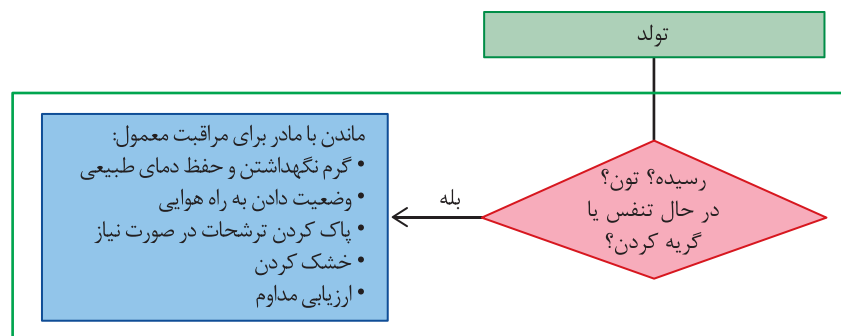 تولد
رسیده؟ تون؟
در حال تنفس یا
گریه کردن؟
بله
ماندن با مادر برای مراقبت معمول:
• گرم نگهداشتن و حفظ دمای طبیعی
• وضعیت دادن به راه هوایی
• پاک کردن ترشحات در صورت نیاز
• خشک کردن
• ارزیابی مداوم